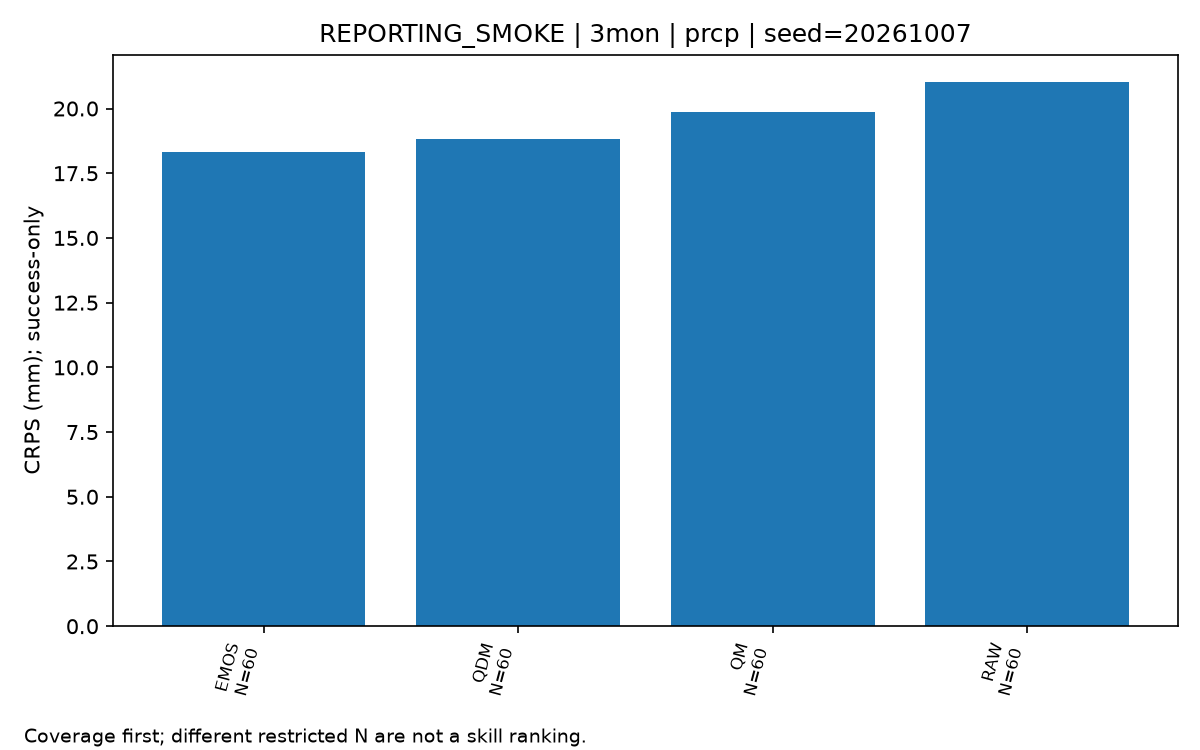 REPORTING_SMOKE | 3mon | prcp | seed=20261007
CRPS (mm); success-only
20.0
17.5
15.0
12.5
10.0
7.5
5.0
2.5
0.0
EMOS
N=60
QDM
N=60
QM
N=60
RAW
N=60
Coverage first; different restricted N are not a skill ranking.